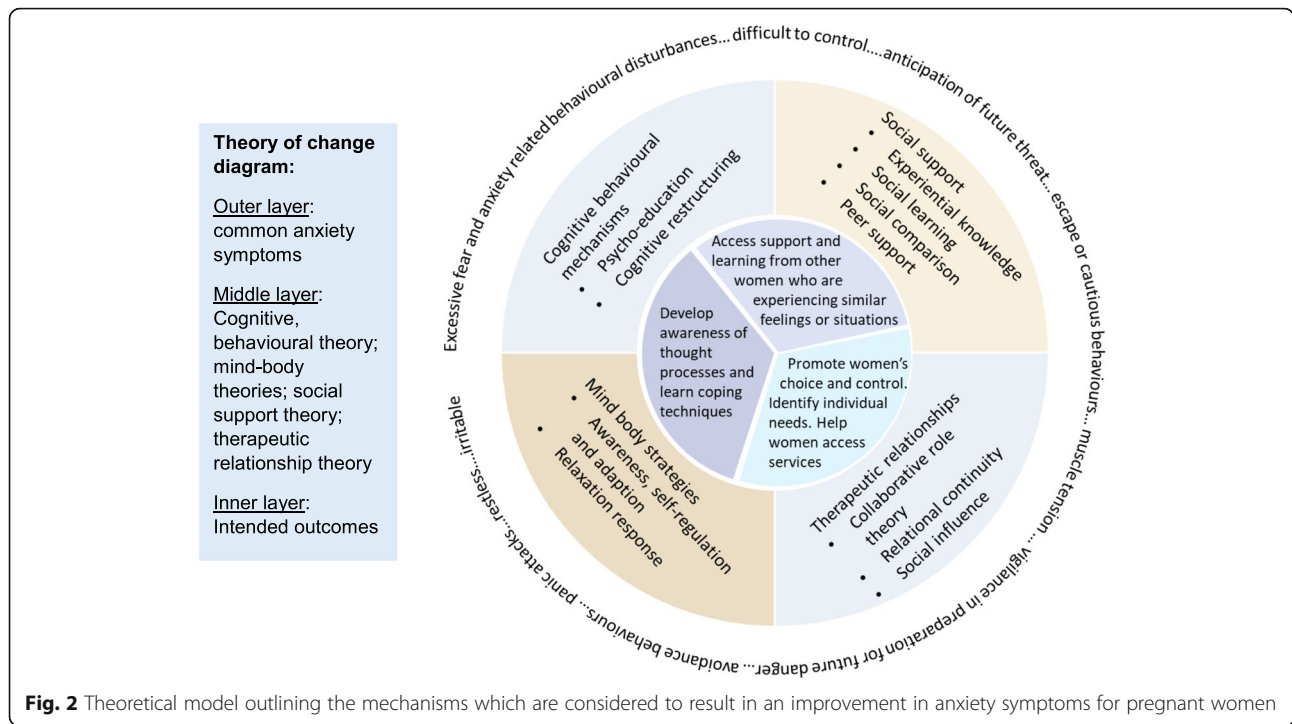 Theory of change
diagram:
Outer layer:
common anxiety
symptoms
Middle layer:
Cognitive,
behavioural theory;
mind-body
theories; social
support theory;
therapeutic
relationship theory
Inner layer:
Intended outcomes
Excessive fear and anxiety related behavioural disturbances... difficult to control....anticipation of future threat... escape or cautious behaviours... muscle tension ... vigilance in preparation for future danger... avoidance behaviours... panic attacks...restless...irritable
Cognitive behavioural
mechanisms
• Psycho-education
• Cognitive restructuring
Social support
• Experiential knowledge
• Social learning
• Social comparison
• Peer support
Access support and
learning from other
women who are
experiencing similar
feelings or situations
Develop
awareness of
thought
processes and
learn coping
techniques
Promote women's
choice and control.
Identify individual
needs. Help
women access
services
Mind body strategies
• Awareness, self-regulation
and adaption
• Relaxation response
Therapeutic relationships
• Collaborative role
theory
• Relational continuity
• Social influence
Fig. 2 Theoretical model outlining the mechanisms which are considered to result in an improvement in anxiety symptoms for pregnant women